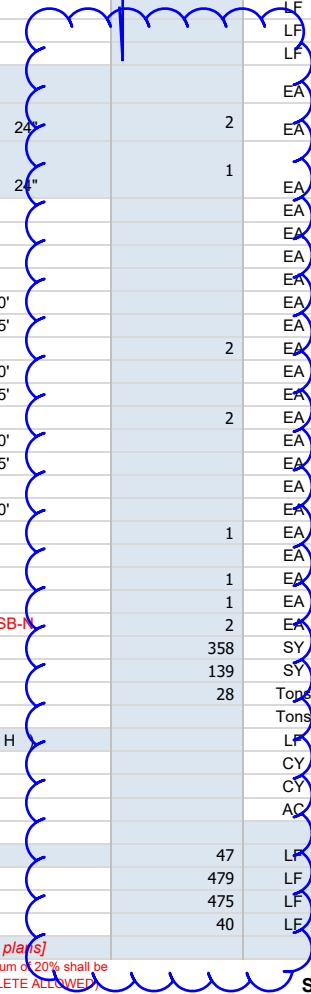 LF
LF
LF
EA
24" 2 EA
24" 1 EA
EA
EA
EA
EA
0' EA
5' EA
2 EA
0' EA
5' EA
2 EA
0' EA
5' EA
EA
0' EA
1 EA
EA
1 EA
1 EA
SB-N 2 EA
358 SY
139 SY
28 Tons
Tons
H ) LF
CY
CY
AC
47 LF
479 LF
475 LF
40 LF
plans]
um of 20% shall be
LETE ALLOWED) S